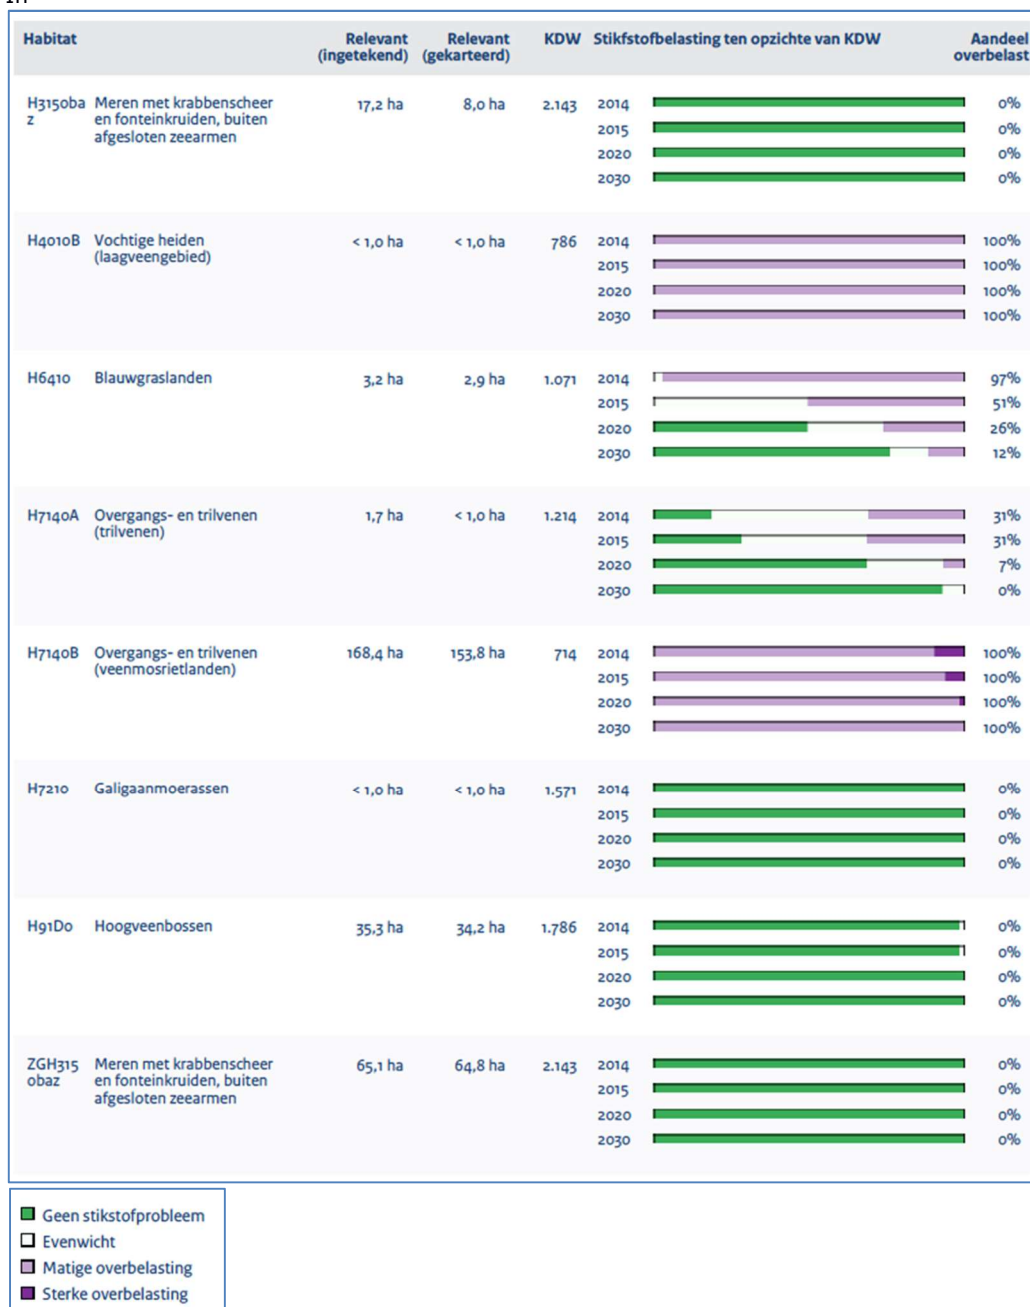 Habitat Relevant (ingetekend) Relevant (gekarteerd) KDW Stikfstofbelasting ten opzichte van KDW Aandeel overbelast
H3150baz Meren met krabbenscheer en fonteinkruiden, buiten afgesloten zeearmen 17,2 ha 8,0 ha 2.143 2014 0%
2015 0%
2020 0%
2030 0%
H4010B Vochtige heiden (laagveengebied) < 1,0 ha < 1,0 ha 786 2014 100%
2015 100%
2020 100%
2030 100%
H6410 Blauwgraslanden 3,2 ha 2,9 ha 1.071 2014 97%
2015 51%
2020 26%
2030 12%
H7140A Overgangs- en trilvenen (trilvenen) 1,7 ha < 1,0 ha 1.214 2014 31%
2015 31%
2020 7%
2030 0%
H7140B Overgangs- en trilvenen (veenmosrietlanden) 168,4 ha 153,8 ha 714 2014 100%
2015 100%
2020 100%
2030 100%
H7210 Galigaanmoerassen < 1,0 ha < 1,0 ha 1.571 2014 0%
2015 0%
2020 0%
2030 0%
H91D0 Hoogveenbossen 35,3 ha 34,2 ha 1.786 2014 0%
2015 0%
2020 0%
2030 0%
ZGH3150baz Meren met krabbenscheer en fonteinkruiden, buiten afgesloten zeearmen 65,1 ha 64,8 ha 2.143 2014 0%
2015 0%
2020 0%
2030 0%
Geen stikstofprobleem
Evenwicht
Matige overbelasting
Sterke overbelasting